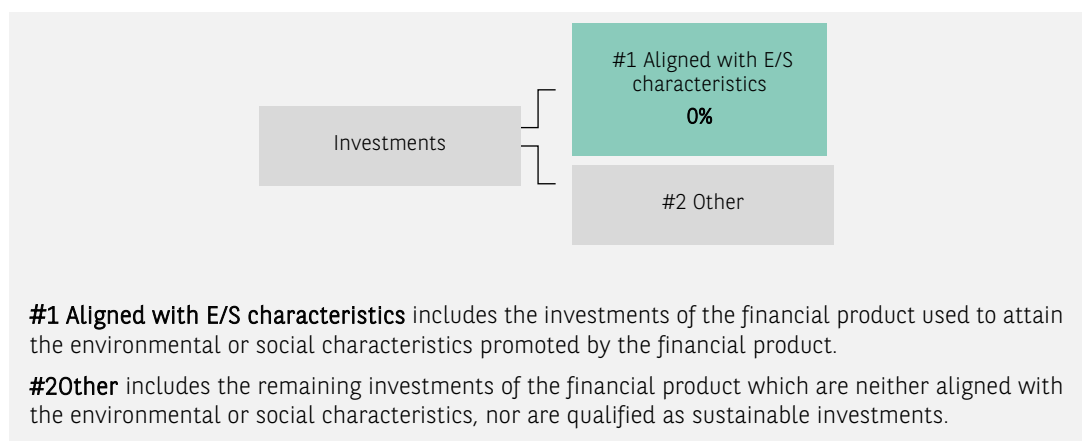 #1 Aligned with E/S
characteristics
0%
Investments
#2 Other
#1 Aligned with E/S characteristics includes the investments of the financial product used to attain
the environmental or social characteristics promoted by the financial product.
#2Other includes the remaining investments of the financial product which are neither aligned with
the environmental or social characteristics, nor are qualified as sustainable investments.